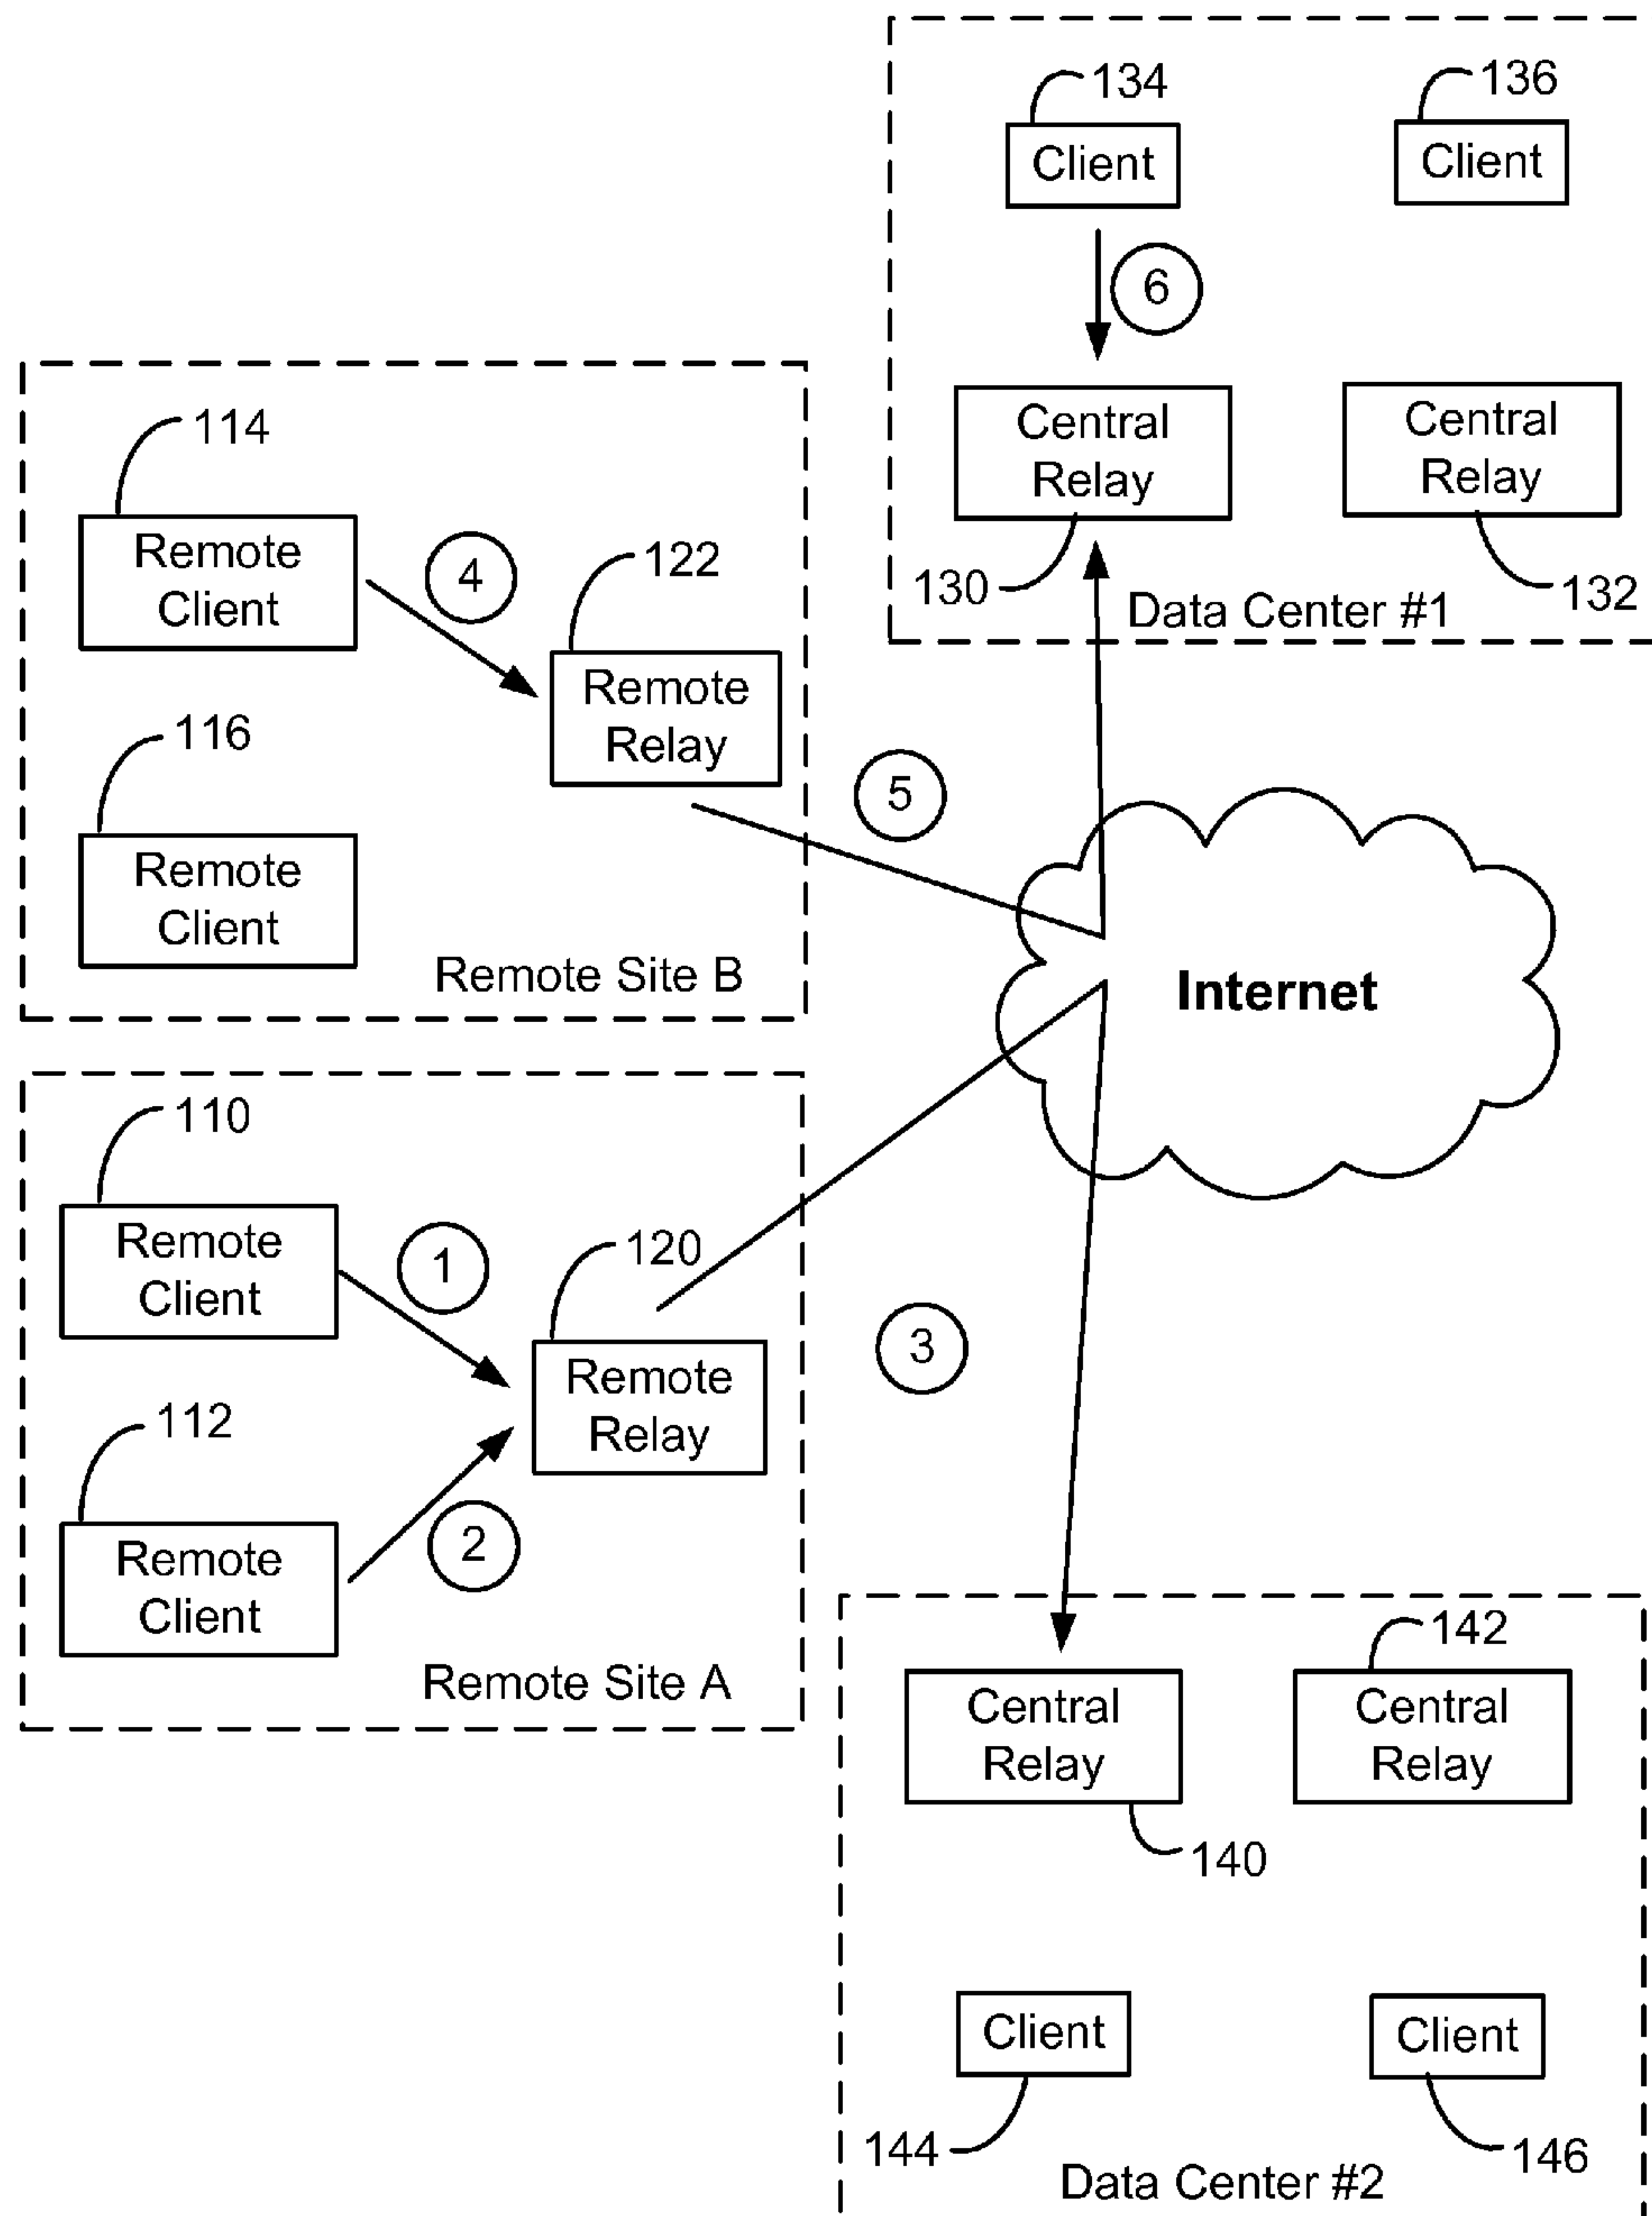 134
136
Client
Client
6
Central
Relay
Central
Relay
130
132
Data Center #1
114
Remote
Client
4
122
Remote
Relay
116
Remote
Client
5
Remote Site B
Internet
110
Remote
Client
1
120
Remote
Relay
3
112
Remote
Client
2
Remote Site A
142
Central
Relay
Central
Relay
140
Client
Client
144
146
Data Center #2